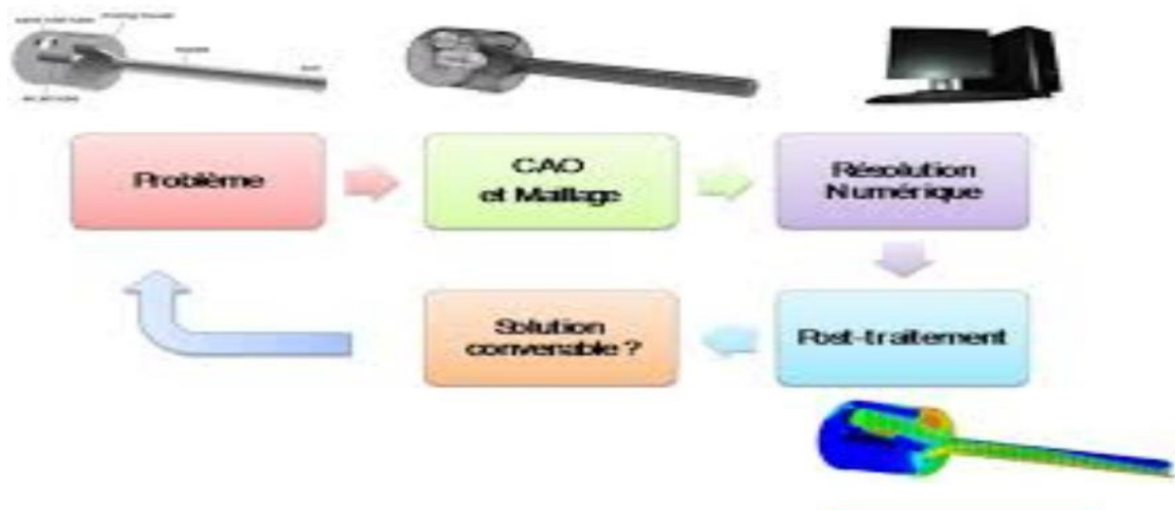 Problème
CAO
et Maillage
Résolution
Numérique
Solution
convenable ?
Post-traitement